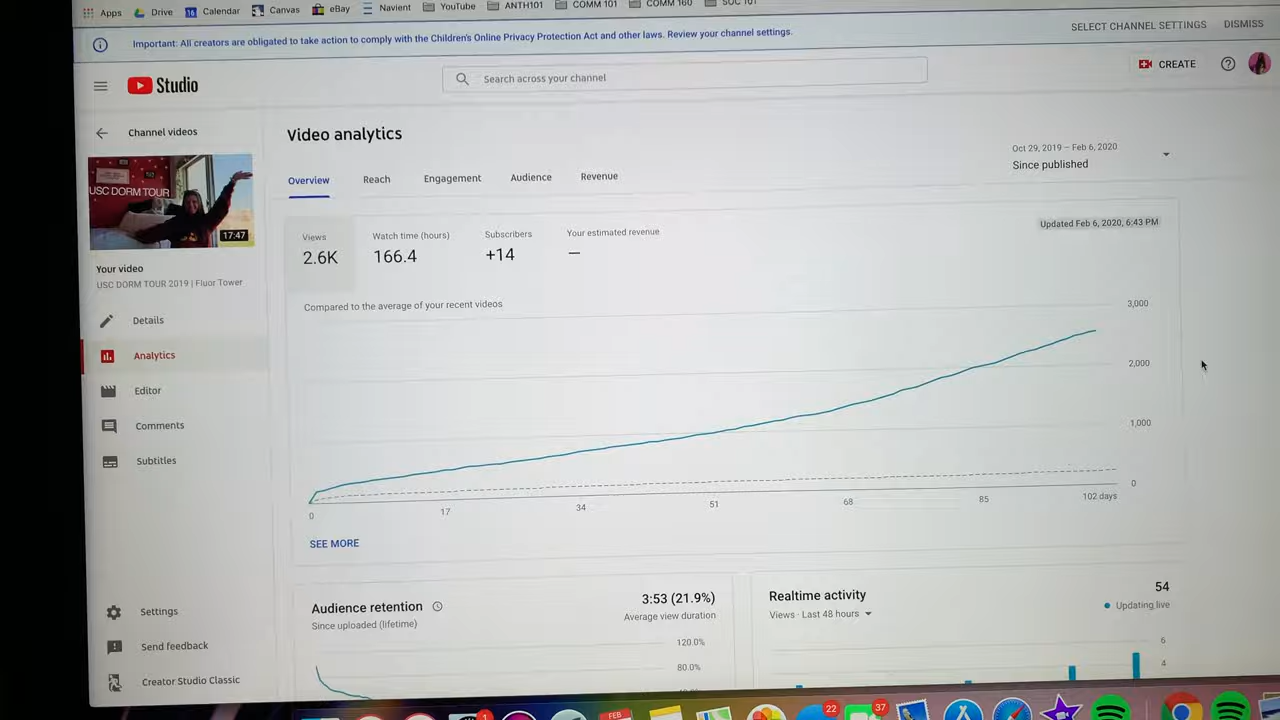 Apps Drive 16 Calendar Canvas eBay Navient YouTube ANTH101 COMM 101 COMM 160 SOC 101
Important: All creators are obligated to take action to comply with the Children's Online Privacy Protection Act and other laws. Review your channel settings. SELECT CHANNEL SETTINGS DISMISS
Studio
Search across your channel
CREATE
Channel videos
USC DORM TOUR
17:47
Your video
USC DORM TOUR 2019 | Fluor Tower
Details
Analytics
Editor
Comments
Subtitles
Settings
Send feedback
Creator Studio Classic
Video analytics
Oct 29, 2019 – Feb 6, 2020
Since published
Overview Reach Engagement Audience Revenue
Updated Feb 6, 2020, 6:43 PM
Views
2.6K
Watch time (hours)
166.4
Subscribers
+14
Your estimated revenue
—
Compared to the average of your recent videos
3,000
2,000
1,000
0
0 17 34 51 68 85 102 days
SEE MORE
Audience retention
Since uploaded (lifetime)
3:53 (21.9%)
Average view duration
120.0%
80.0%
Realtime activity
Views · Last 48 hours
54
Updating live
6
4
1
FEB
22
37